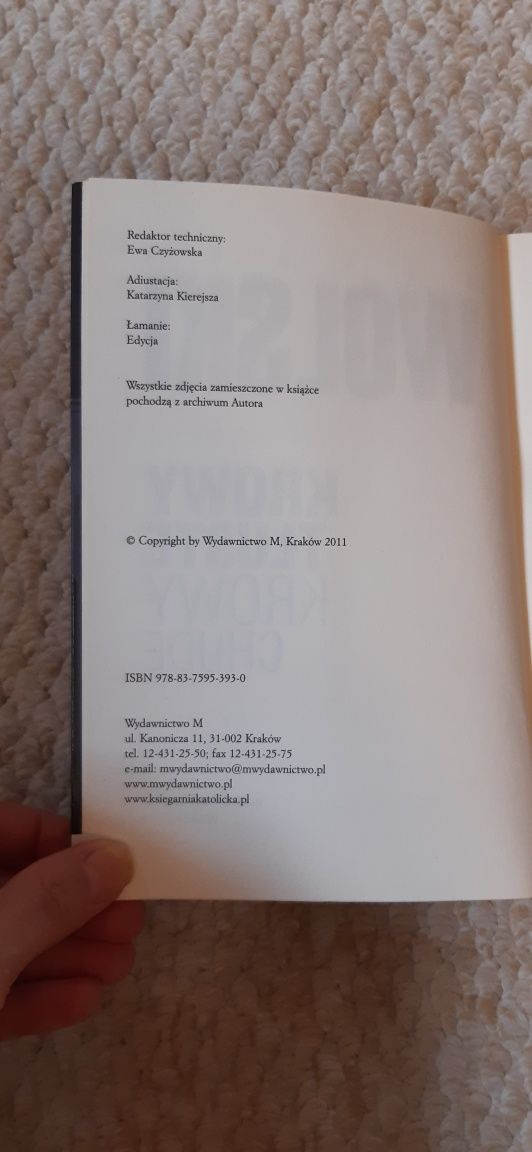 Redaktor techniczny:
Ewa Czyżowska
Adiustacja:
Katarzyna Kierejsza
Łamanie:
Edycja
Wszystkie zdjęcia zamieszczone w książce
pochodzą z archiwum Autora
© Copyright by Wydawnictwo M, Kraków 2011
ISBN 978-83-7595-393-0
Wydawnictwo M
ul. Kanonicza 11, 31-002 Kraków
tel. 12-431-25-50; fax 12-431-25-75
e-mail: mwydawnictwo@mwydawnictwo.pl
www.mwydawnictwo.pl
www.ksiegarniakatolicka.pl